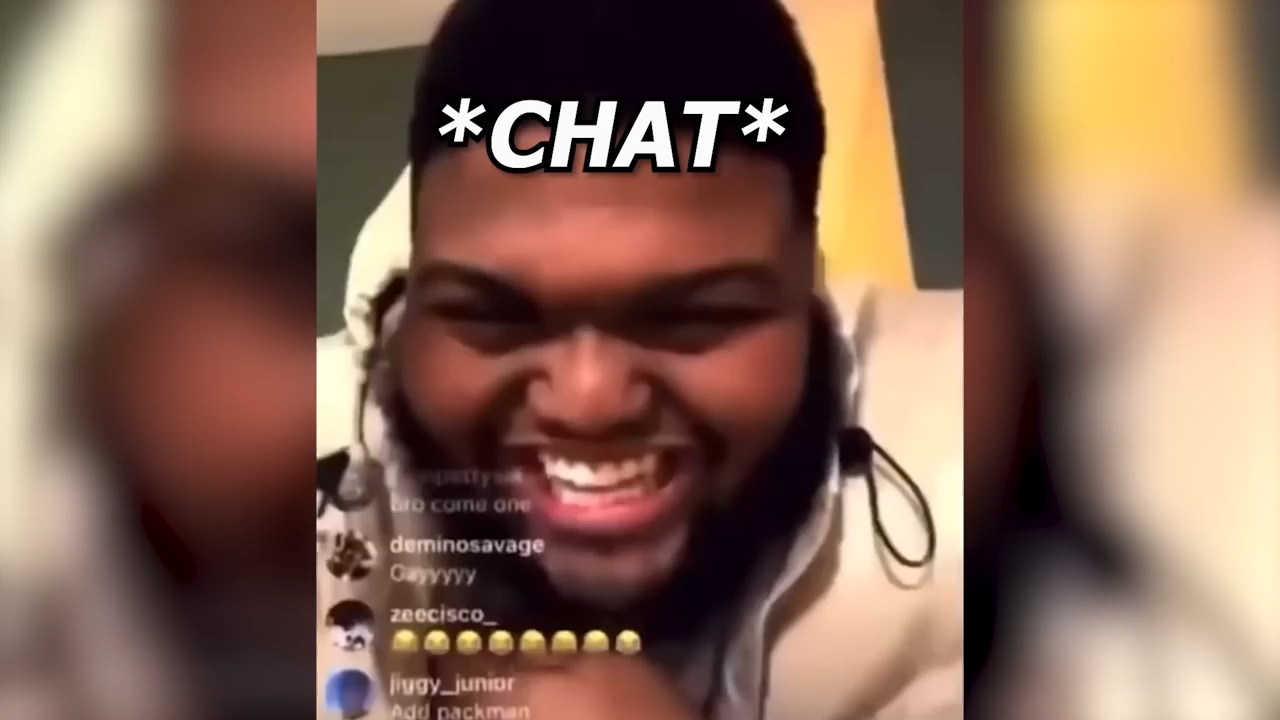 *CHAT*
bro come one
deminosavage
Gayyyyy
zeecisco_
😂😂😂😂😂😂😂😂
jiggy_junior
Add packman